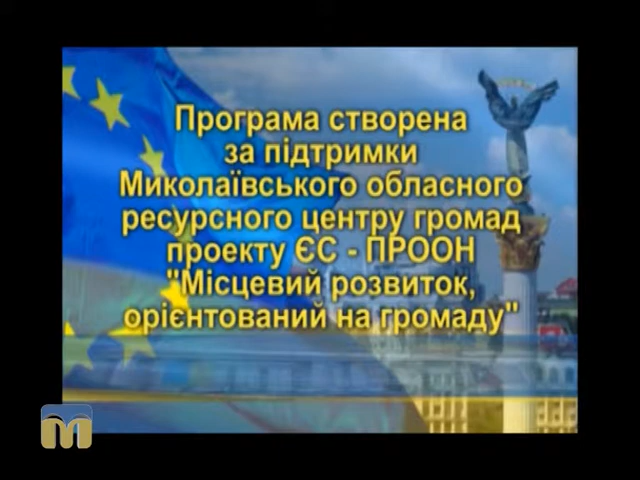 Програма створена
за підтримки
Миколаївського обласного
ресурсного центру громад
проекту ЄС - ПРООН
"Місцевий розвиток,
орієнтований на громаду"